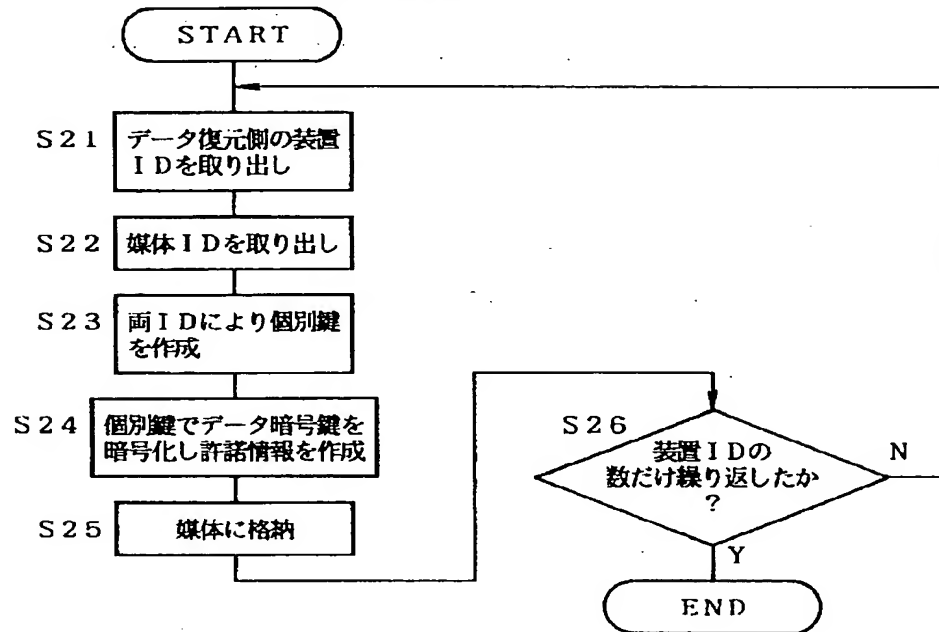 START
S21
データ復元側の装置
IDを取り出し
S22
媒体IDを取り出し
S23
両IDにより個別鍵
を作成
S24
個別鍵でデータ暗号鍵を
暗号化し許諾情報を作成
S25
媒体に格納
S26
装置IDの
数だけ繰り返したか
?
N
Y
END